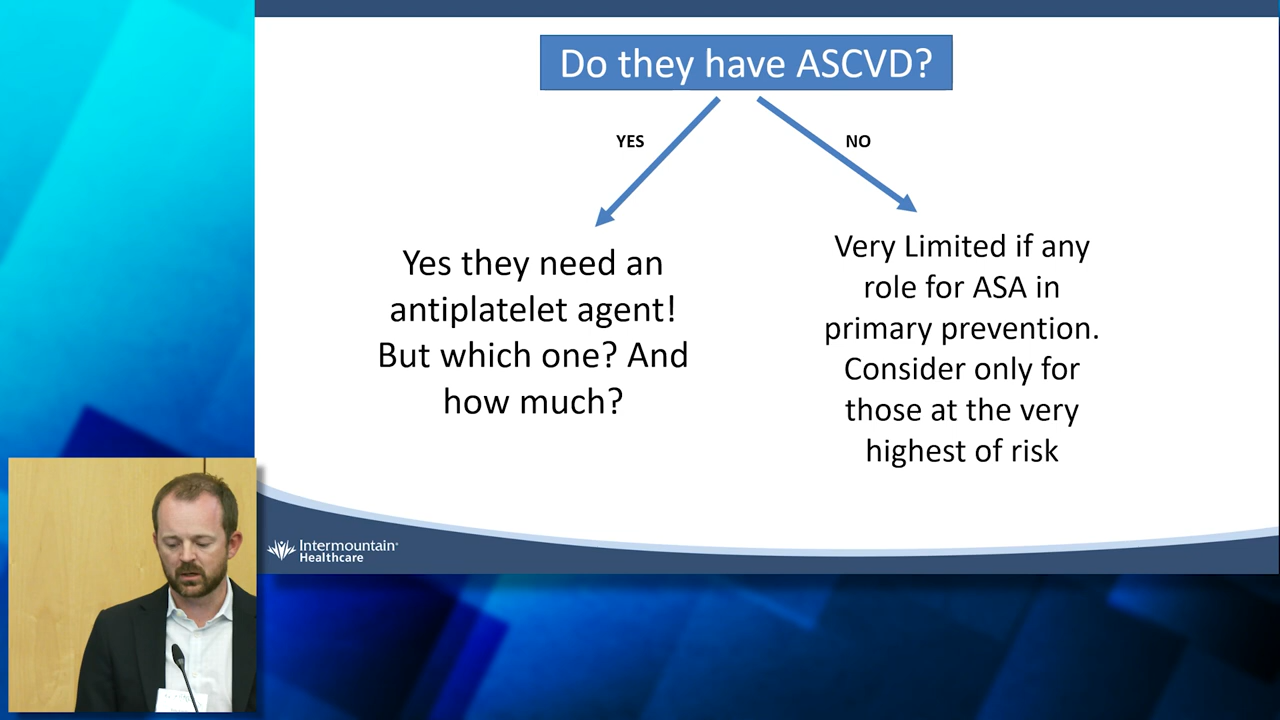 Do they have ASCVD?
YES
NO
Yes they need an
antiplatelet agent!
But which one? And
how much?
Very Limited if any
role for ASA in
primary prevention.
Consider only for
those at the very
highest of risk
Intermountain
Healthcare